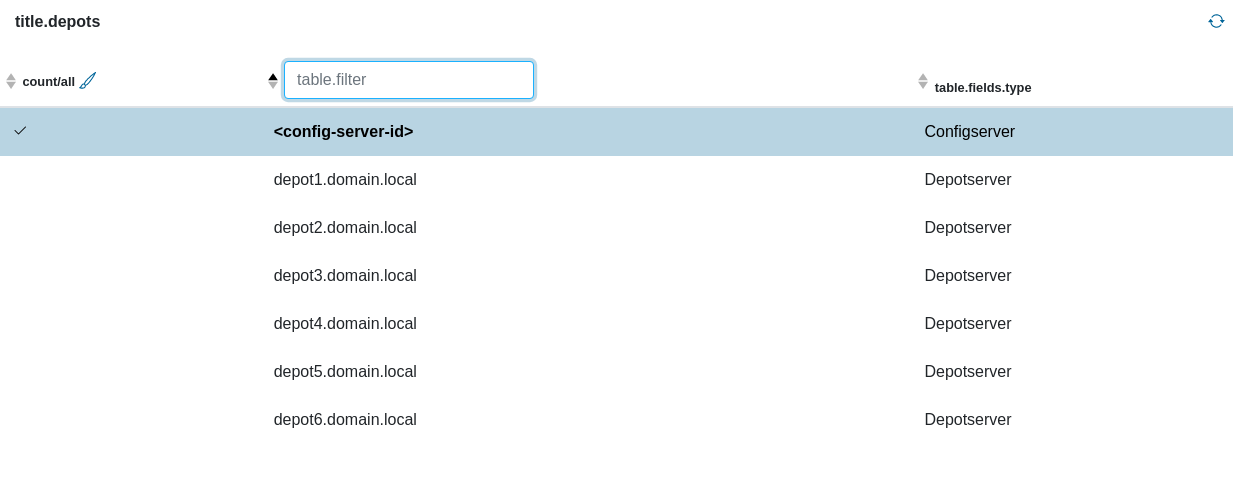 title.depots
count/all table.filter table.fields.type
<config-server-id> Configserver
depot1.domain.local Depotserver
depot2.domain.local Depotserver
depot3.domain.local Depotserver
depot4.domain.local Depotserver
depot5.domain.local Depotserver
depot6.domain.local Depotserver